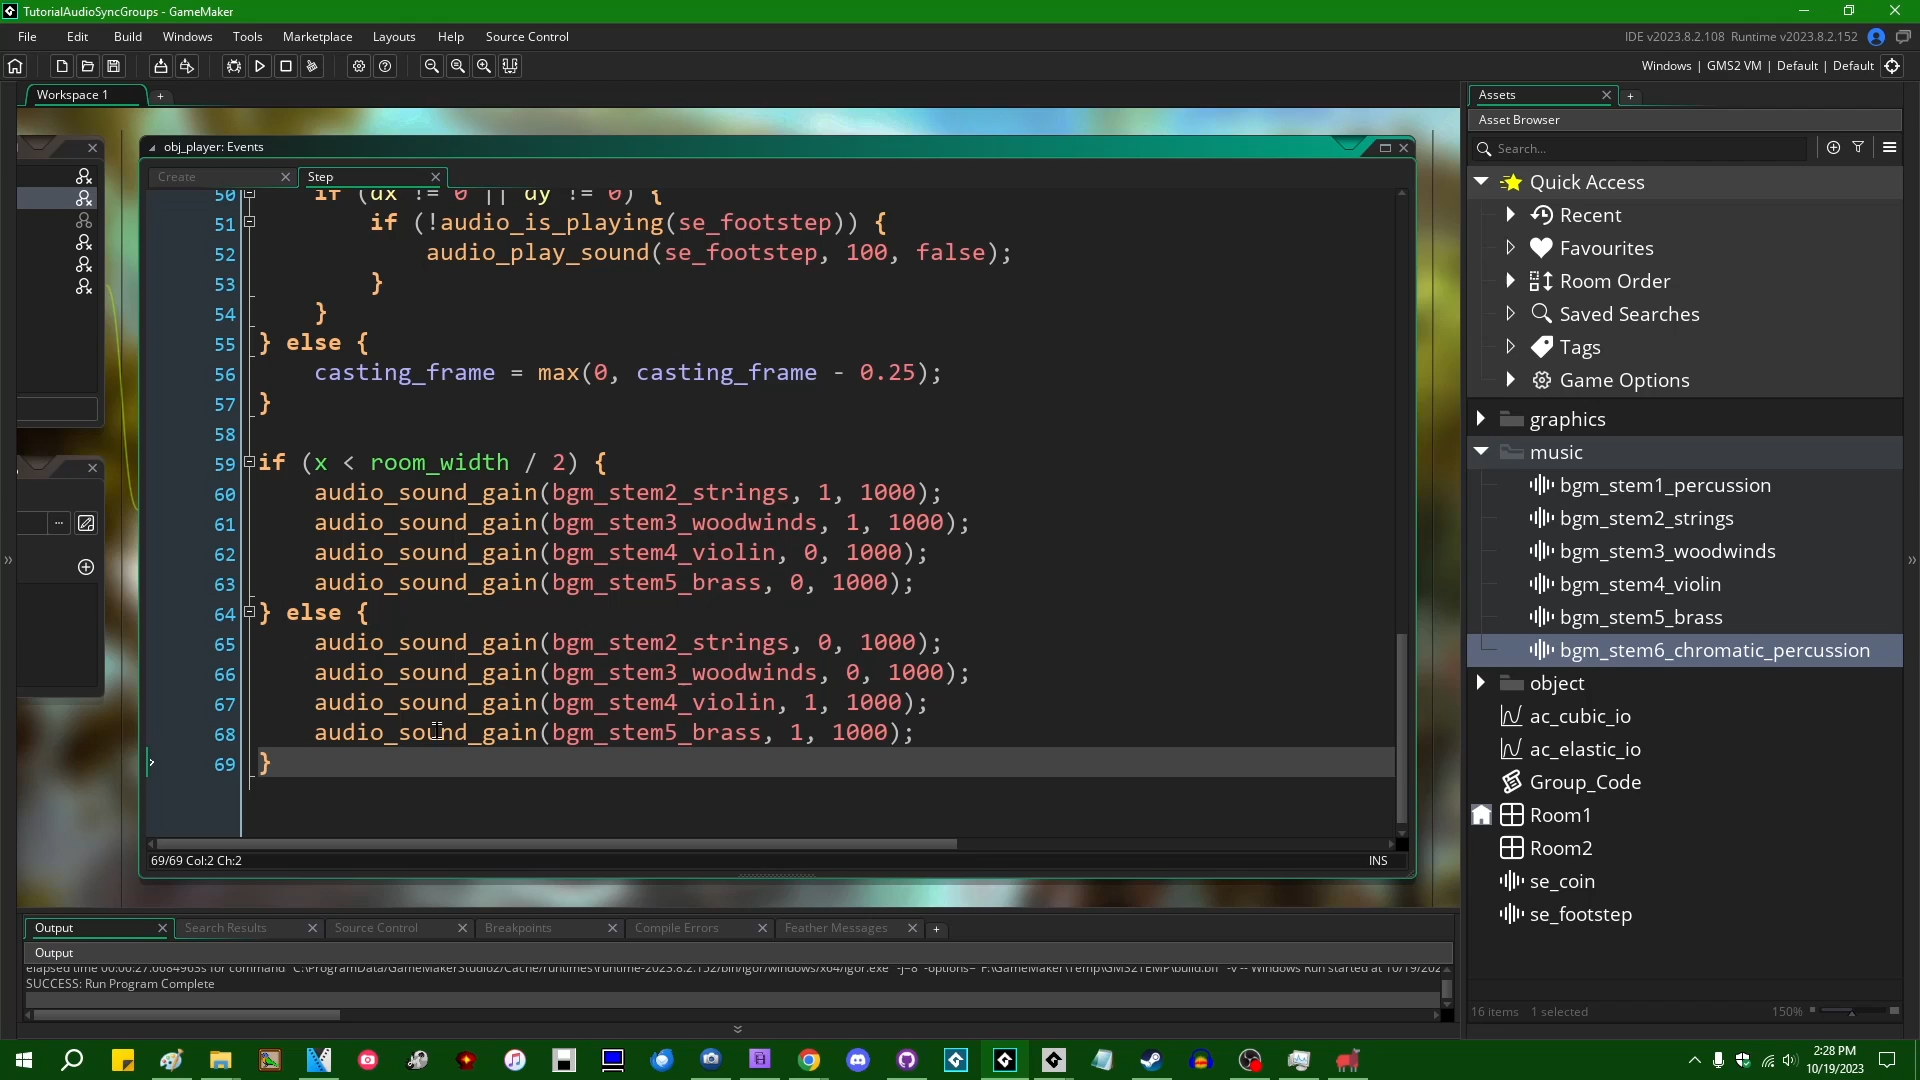 TutorialAudioSyncGroups - GameMaker
File Edit Build Windows Tools Marketplace Layouts Help Source Control
IDE v2023.8.2.108 Runtime v2023.8.2.152
Windows | GMS2 VM | Default | Default
Workspace 1
obj_player: Events
Create Step
50 if (dx != 0 || dy != 0) {
51 if (!audio_is_playing(se_footstep)) {
52 audio_play_sound(se_footstep, 100, false);
53 }
54 }
55 } else {
56 casting_frame = max(0, casting_frame - 0.25);
57 }
58
59 if (x < room_width / 2) {
60 audio_sound_gain(bgm_stem2_strings, 1, 1000);
61 audio_sound_gain(bgm_stem3_woodwinds, 1, 1000);
62 audio_sound_gain(bgm_stem4_violin, 0, 1000);
63 audio_sound_gain(bgm_stem5_brass, 0, 1000);
64 } else {
65 audio_sound_gain(bgm_stem2_strings, 0, 1000);
66 audio_sound_gain(bgm_stem3_woodwinds, 0, 1000);
67 audio_sound_gain(bgm_stem4_violin, 1, 1000);
68 audio_sound_gain(bgm_stem5_brass, 1, 1000);
69 }
69/69 Col:2 Ch:2
INS
Assets
Asset Browser
Search...
Quick Access
Recent
Favourites
Room Order
Saved Searches
Tags
Game Options
graphics
music
bgm_stem1_percussion
bgm_stem2_strings
bgm_stem3_woodwinds
bgm_stem4_violin
bgm_stem5_brass
bgm_stem6_chromatic_percussion
object
ac_cubic_io
ac_elastic_io
Group_Code
Room1
Room2
se_coin
se_footstep
16 items 1 selected
150%
Output Search Results Source Control Breakpoints Compile Errors Feather Messages
Output
SUCCESS: Run Program Complete
2:28 PM
10/19/2023